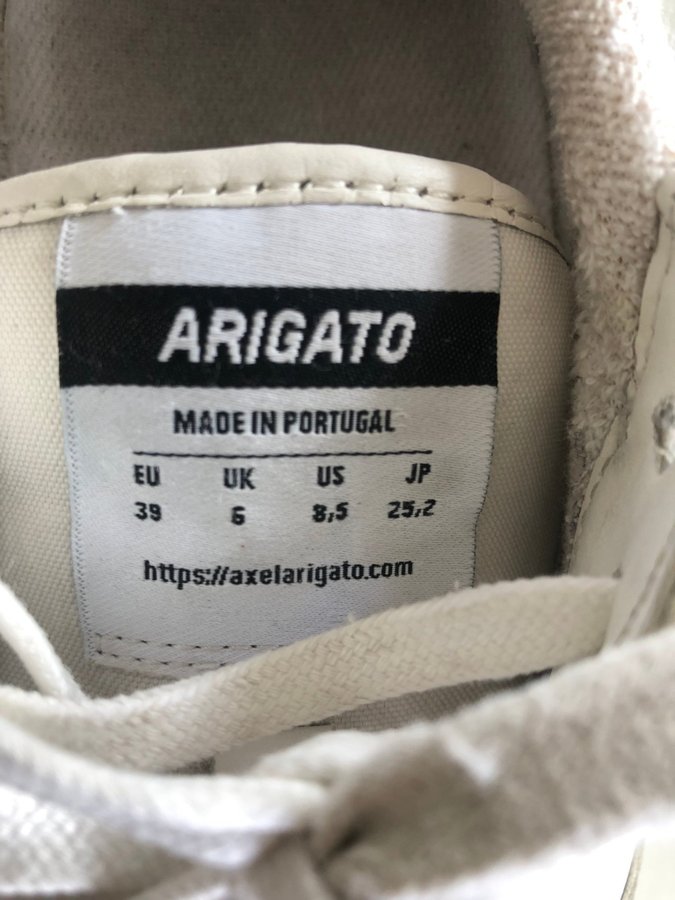 ARIGATO
MADE IN PORTUGAL
EU UK US JP
39 6 8,5 25,2
https://axelarigato.com